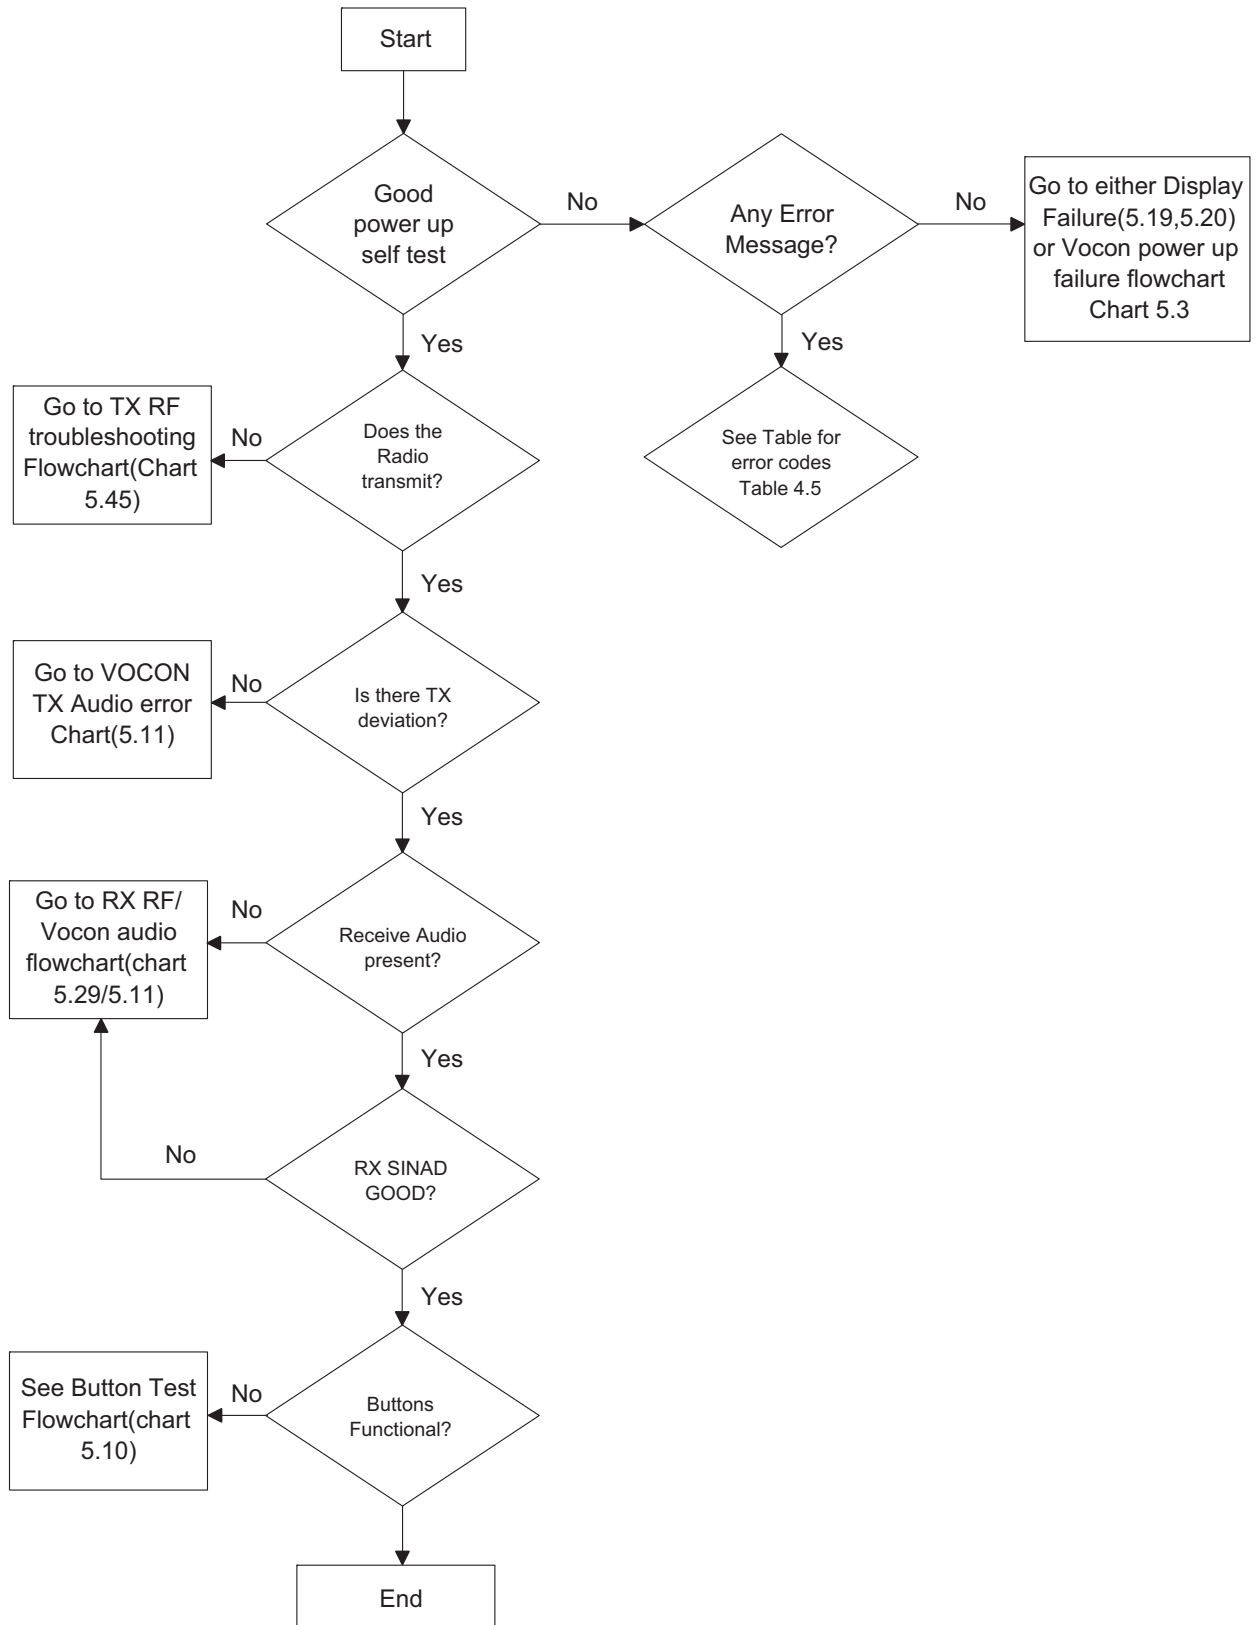 Start
Good
power up
self test
No
Any Error
Message?
No
Go to either Display
Failure(5.19,5.20)
or Vocon power up
failure flowchart
Chart 5.3
Yes
Yes
See Table for
error codes
Table 4.5
Go to TX RF
troubleshooting
Flowchart(Chart
5.45)
No
Does the
Radio
transmit?
Yes
Go to VOCON
TX Audio error
Chart(5.11)
No
Is there TX
deviation?
Yes
Go to RX RF/
Vocon audio
flowchart(chart
5.29/5.11)
No
Receive Audio
present?
Yes
No
RX SINAD
GOOD?
Yes
See Button Test
Flowchart(chart
5.10)
No
Buttons
Functional?
End